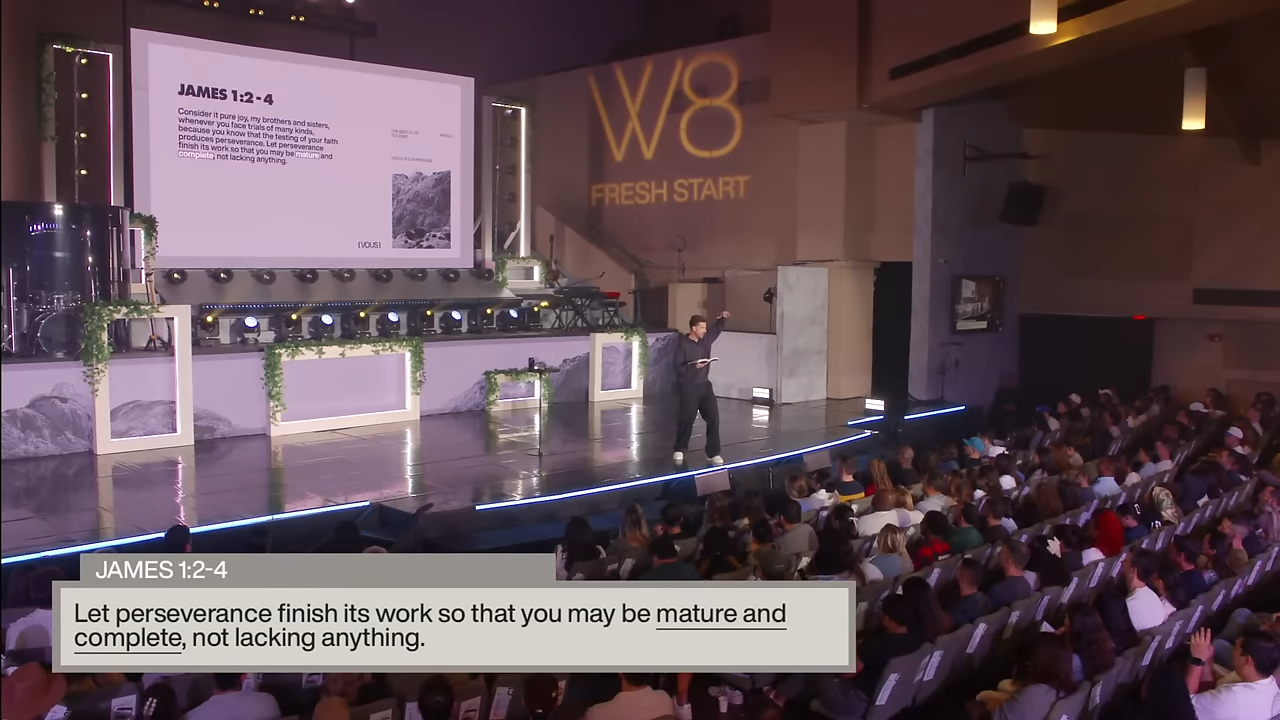 JAMES 1:2-4
Consider it pure joy, my brothers and sisters,
whenever you face trials of many kinds,
because you know that the testing of your faith
produces perseverance. Let perseverance
finish its work so that you may be mature and
complete, not lacking anything.
(VOUS)
W8
FRESH START
JAMES 1:2-4
Let perseverance finish its work so that you may be mature and
complete, not lacking anything.